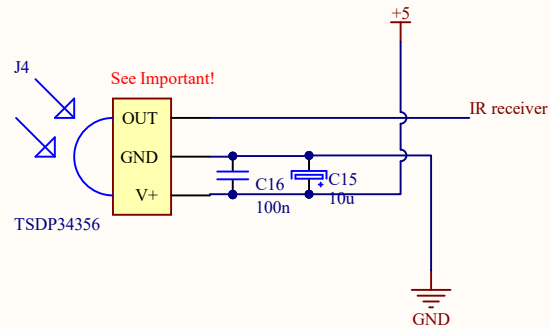 +5
J4
See Important!
OUT
IR receiver
GND
C16
C15
V+
100n
10u
TSDP34356
GND